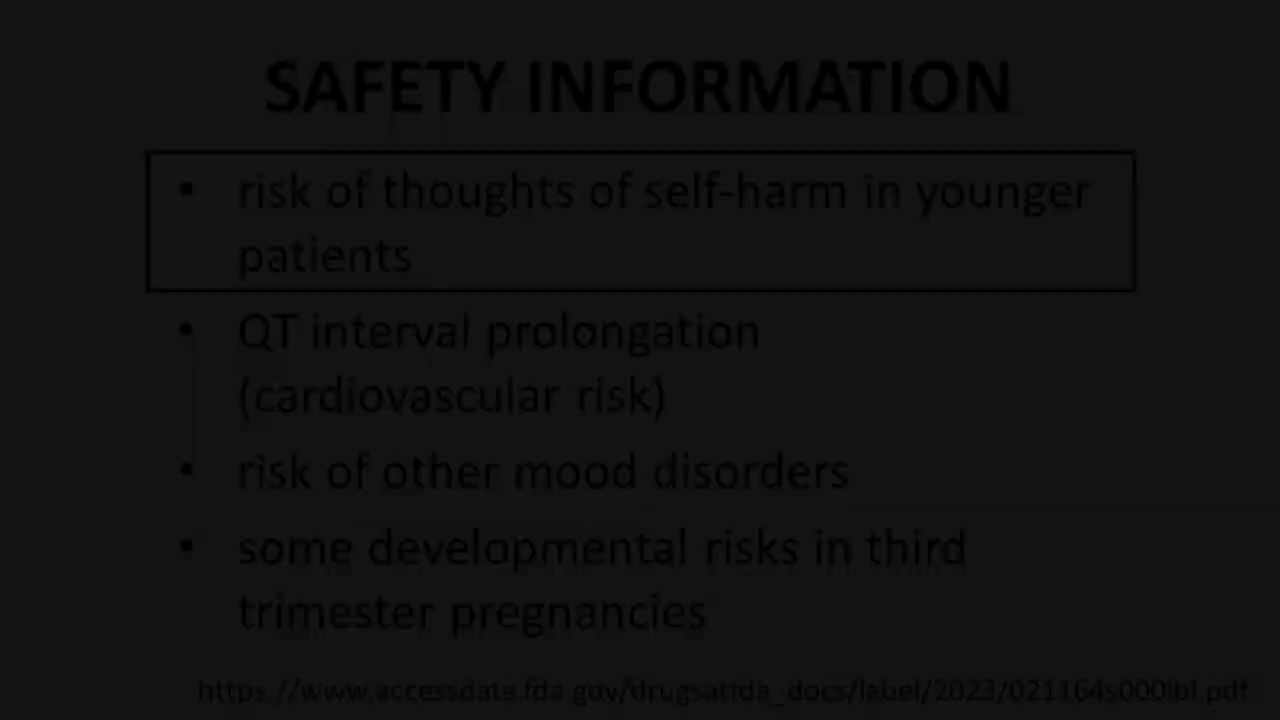 SAFETY INFORMATION
• risk of thoughts of self-harm in younger
patients
• QT interval prolongation
(cardiovascular risk)
• risk of other mood disorders
• some developmental risks in third
trimester pregnancies
https://www.accessdata.fda.gov/drugsatfda_docs/label/2023/021164s000lbl.pdf